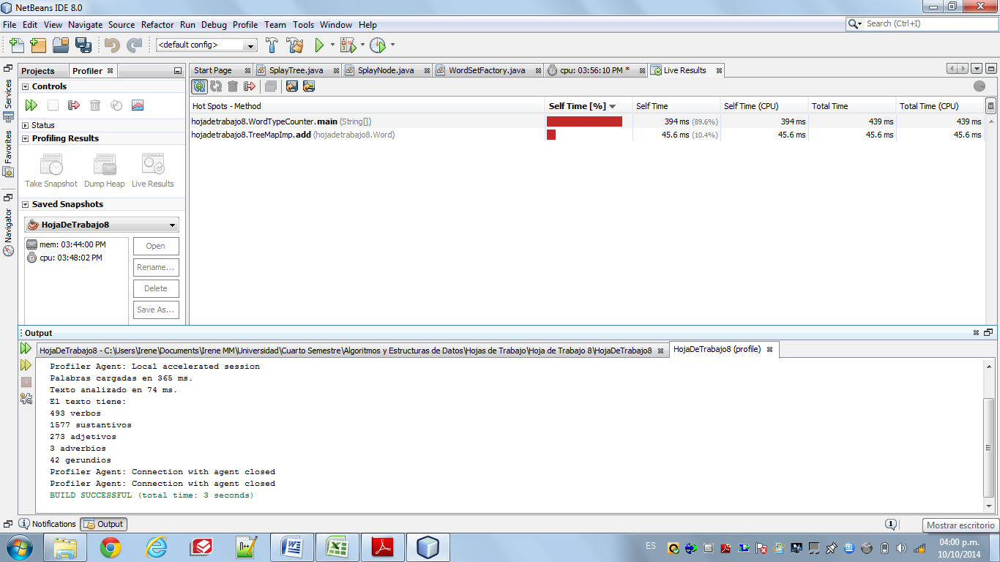 NetBeans IDE 8.0
File Edit View Navigate Source Refactor Run Debug Profile Team Tools Window Help
Search (Ctrl+I)
<default config>
Projects Profiler
Start Page SplayTree.java SplayNode.java WordSetFactory.java cpu: 03:56:10 PM * Live Results
Services
Favorites
Navigator
Controls
Status
Profiling Results
Take Snapshot Dump Heap Live Results
Saved Snapshots
HojaDeTrabajo8
mem: 03:44:00 PM
cpu: 03:48:02 PM
Open
Rename...
Delete
Save As...
Hot Spots - Method Self Time [%] Self Time Self Time (CPU) Total Time Total Time (CPU)
hojadetrabajo8.WordTypeCounter.main (String[]) 394 ms (89.6%) 394 ms 439 ms 439 ms
hojadetrabajo8.TreeMapImp.add (hojadetrabajo8.Word) 45.6 ms (10.4%) 45.6 ms 45.6 ms 45.6 ms
Output
HojaDeTrabajo8 - C:\Users\Irene\Documents\Irene MM\Universidad\Cuarto Semestre\Algoritmos y Estructuras de Datos\Hojas de Trabajo\Hoja de Trabajo 8\HojaDeTrabajo8 HojaDeTrabajo8 (profile)
Profiler Agent: Local accelerated session
Palabras cargadas en 365 ms.
Texto analizado en 74 ms.
El texto tiene:
493 verbos
1577 sustantivos
273 adjetivos
3 adverbios
42 gerundios
Profiler Agent: Connection with agent closed
Profiler Agent: Connection with agent closed
BUILD SUCCESSFUL (total time: 3 seconds)
Notifications Output
1
Mostrar escritorio
ES
04:00 p.m.
10/10/2014